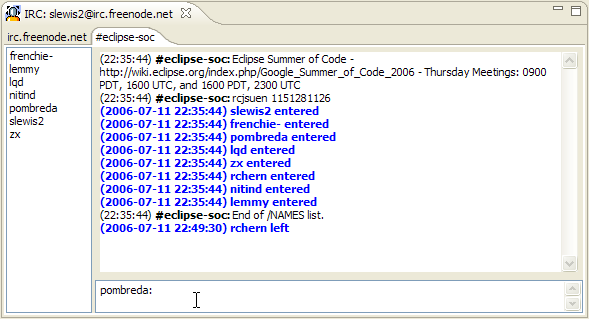 IRC: slewis2@irc.freenode.net
irc.freenode.net #eclipse-soc
frenchie-
lemmy
lqd
nitind
pombreda
slewis2
zx
(22:35:44) #eclipse-soc: Eclipse Summer of Code -
http://wiki.eclipse.org/index.php/Google_Summer_of_Code_2006 - Thursday Meetings: 0900
PDT, 1600 UTC, and 1600 PDT, 2300 UTC
(22:35:44) #eclipse-soc: rcjsuen 1151281126
(2006-07-11 22:35:44) slewis2 entered
(2006-07-11 22:35:44) frenchie- entered
(2006-07-11 22:35:44) pombreda entered
(2006-07-11 22:35:44) lqd entered
(2006-07-11 22:35:44) zx entered
(2006-07-11 22:35:44) rchern entered
(2006-07-11 22:35:44) nitind entered
(2006-07-11 22:35:44) lemmy entered
(22:35:44) #eclipse-soc: End of /NAMES list.
(2006-07-11 22:49:30) rchern left
pombreda: